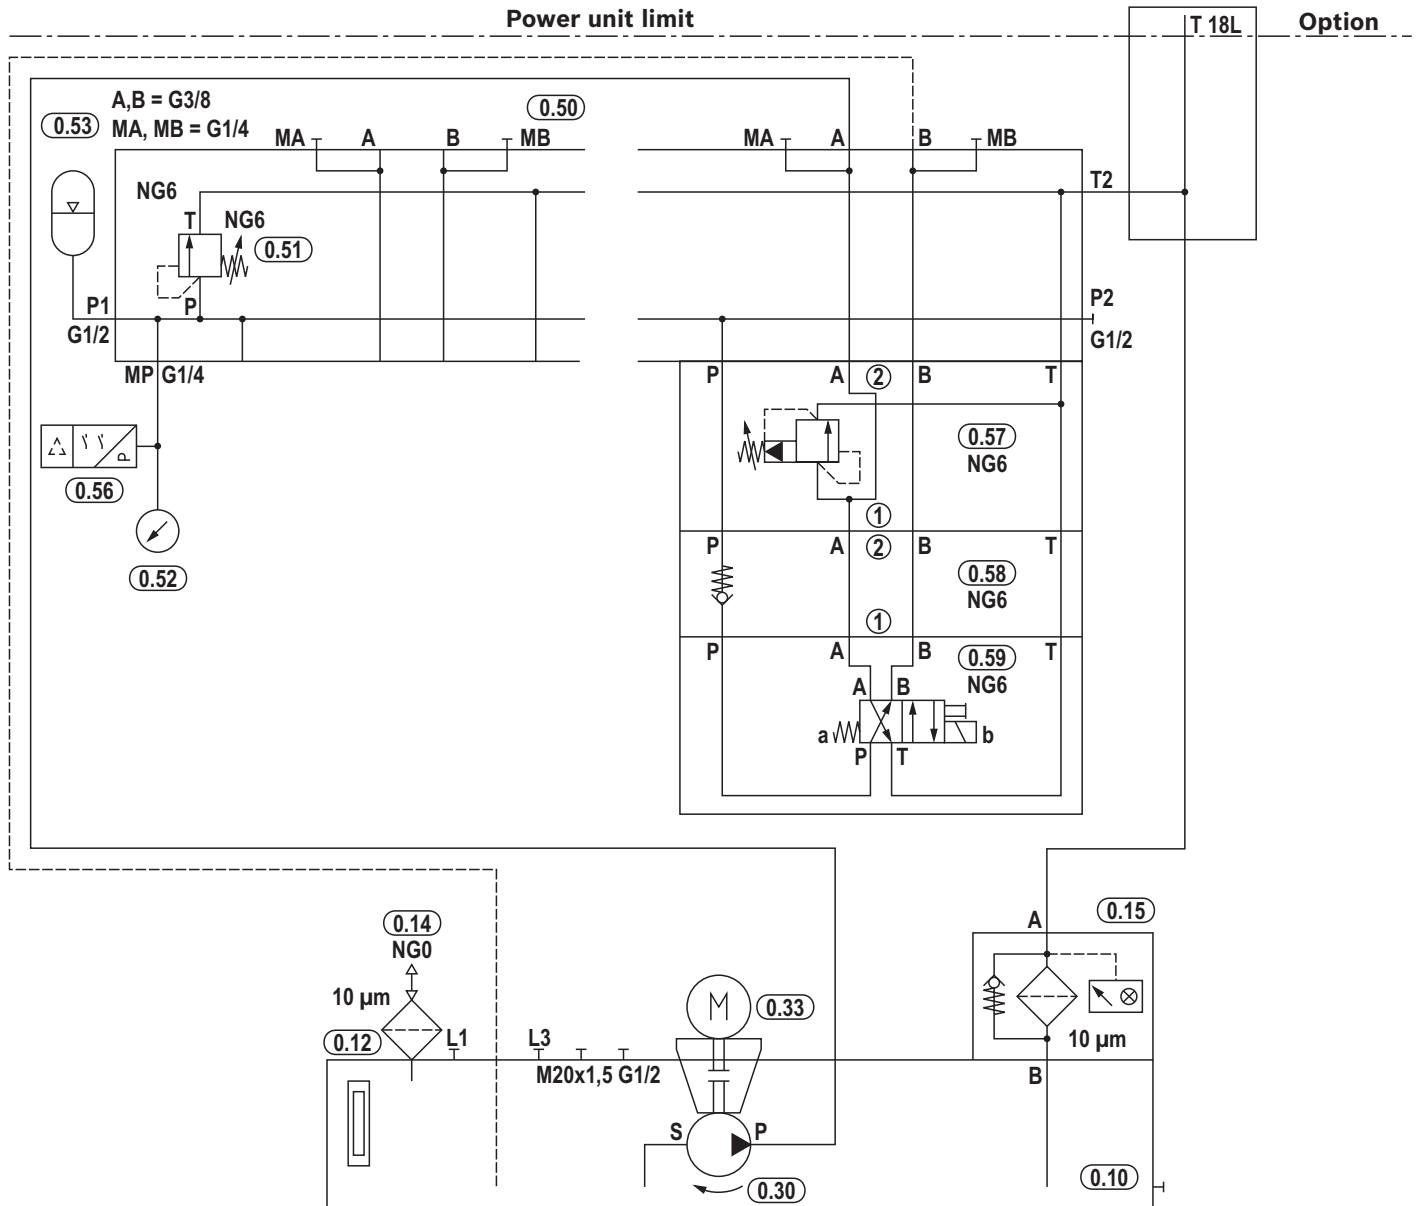 Power unit limit
T 18L
Option
A,B = G3/8
0.53
MA, MB = G1/4
0.50
MA A B MB
MA A B MB
T2
NG6
T NG6
0.51
P1
P
P2
G1/2
G1/2
MP G1/4
P A 2 B T
0.57
NG6
P
0.56
1
P A 2 B T
0.52
0.58
NG6
1
P A B 0.59 T
NG6
A B
a b
P T
0.14
NG0
A 0.15
10 µm
M 0.33
0.12 L1 L3
10 µm
M20x1,5 G1/2
B
S P
0.30
0.10